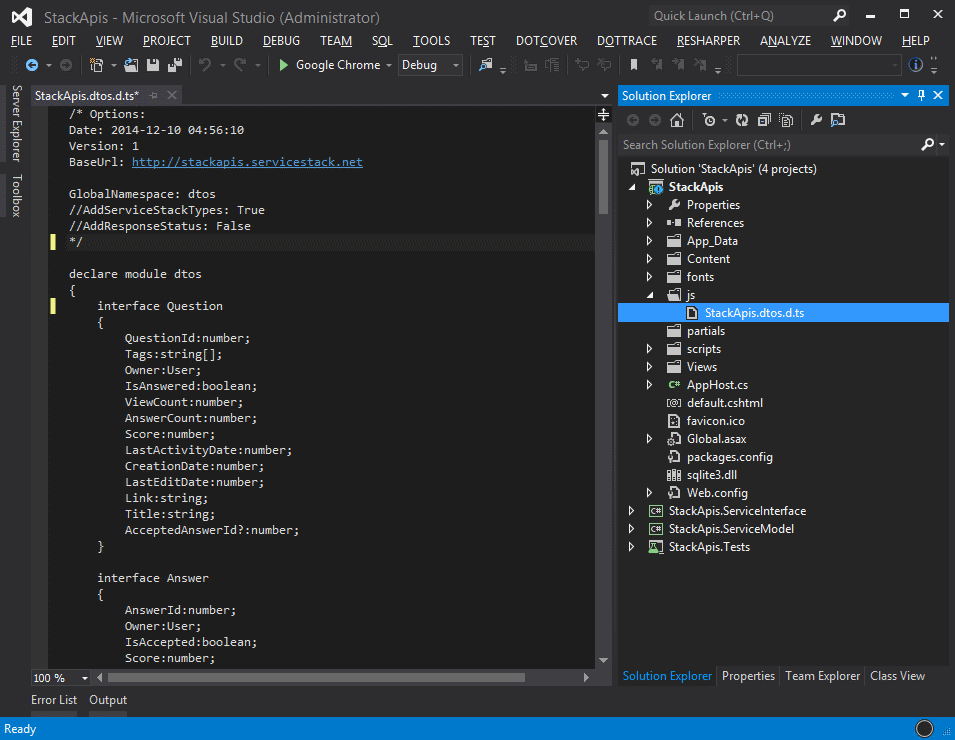 StackApis - Microsoft Visual Studio (Administrator)
Quick Launch (Ctrl+Q)
FILE EDIT VIEW PROJECT BUILD DEBUG TEAM SQL TOOLS TEST DOTCOVER DOTTRACE RESHARPER ANALYZE WINDOW HELP
Google Chrome Debug
Server Explorer
Toolbox
StackApis.dtos.d.ts*
/* Options:
Date: 2014-12-10 04:56:10
Version: 1
BaseUrl: http://stackapis.servicestack.net
GlobalNamespace: dtos
//AddServiceStackTypes: True
//AddResponseStatus: False
*/
declare module dtos
{
interface Question
{
QuestionId:number;
Tags:string[];
Owner:User;
IsAnswered:boolean;
ViewCount:number;
AnswerCount:number;
Score:number;
LastActivityDate:number;
CreationDate:number;
LastEditDate:number;
Link:string;
Title:string;
AcceptedAnswerId?:number;
}
interface Answer
{
AnswerId:number;
Owner:User;
IsAccepted:boolean;
Score:number;
100 %
Solution Explorer
Search Solution Explorer (Ctrl+;)
Solution 'StackApis' (4 projects)
StackApis
Properties
References
App_Data
Content
fonts
js
StackApis.dtos.d.ts
partials
scripts
Views
C# AppHost.cs
default.cshtml
favicon.ico
Global.asax
packages.config
sqlite3.dll
Web.config
C# StackApis.ServiceInterface
C# StackApis.ServiceModel
StackApis.Tests
Solution Explorer Properties Team Explorer Class View
Error List Output
Ready